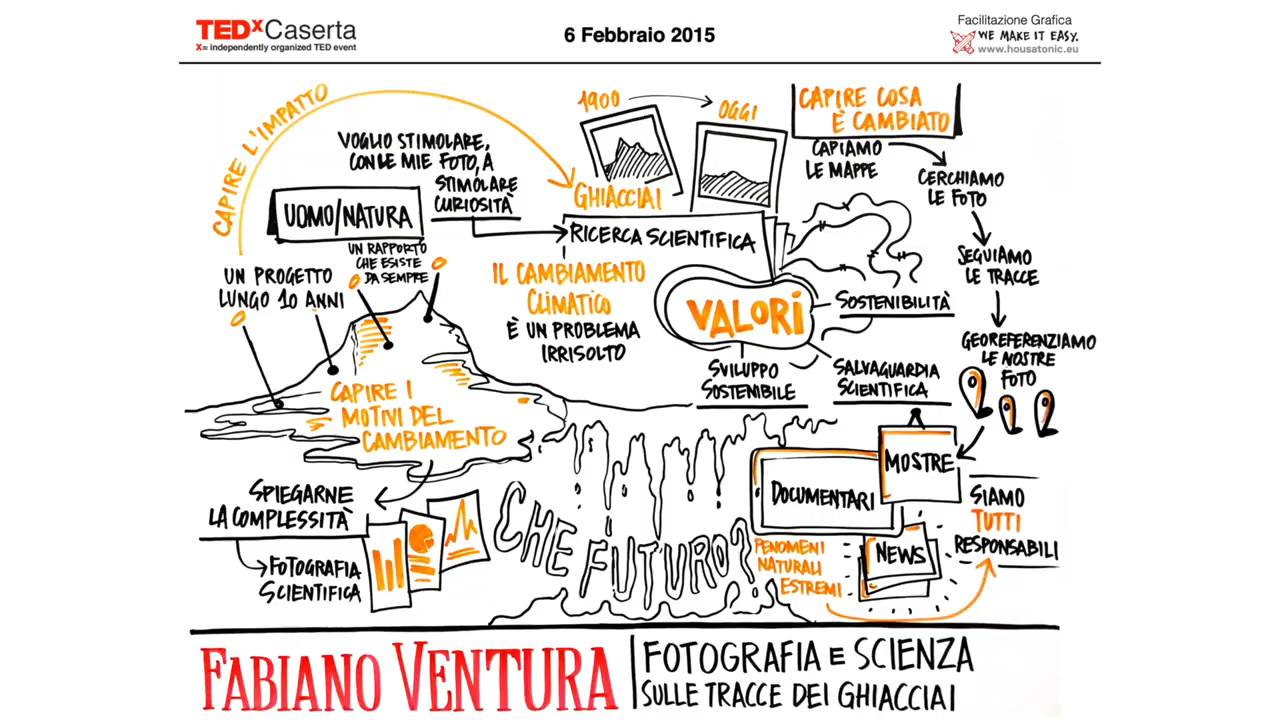 TEDxCaserta
X= independently organized TED event
6 Febbraio 2015
Facilitazione Grafica
WE MAKE IT EASY.
www.housatonic.eu
CAPIRE L'IMPATTO
VOGLIO STIMOLARE,
CON LE MIE FOTO, A
STIMOLARE
CURIOSITÀ
UOMO/NATURA
UN RAPPORTO
CHE ESISTE
DA SEMPRE
UN PROGETTO
LUNGO 10 ANNI
CAPIRE I
MOTIVI DEL
CAMBIAMENTO
SPIEGARNE
LA COMPLESSITÀ
FOTOGRAFIA
SCIENTIFICA
1900
OGGI
GHIACCIAI
RICERCA SCIENTIFICA
IL CAMBIAMENTO
CLIMATICO
È UN PROBLEMA
IRRISOLTO
VALORI
SOSTENIBILITÀ
SVILUPPO
SOSTENIBILE
SALVAGUARDIA
SCIENTIFICA
CAPIRE COSA
È CAMBIATO
CAPIAMO
LE MAPPE
CERCHIAMO
LE FOTO
SEGUIAMO
LE TRACCE
GEOREFERENZIAMO
LE NOSTRE
FOTO
MOSTRE
DOCUMENTARI
NEWS
FENOMENI
NATURALI
ESTREMI
SIAMO
TUTTI
RESPONSABILI
CHE FUTURO?
FABIANO VENTURA
FOTOGRAFIA E SCIENZA
SULLE TRACCE DEI GHIACCIAI